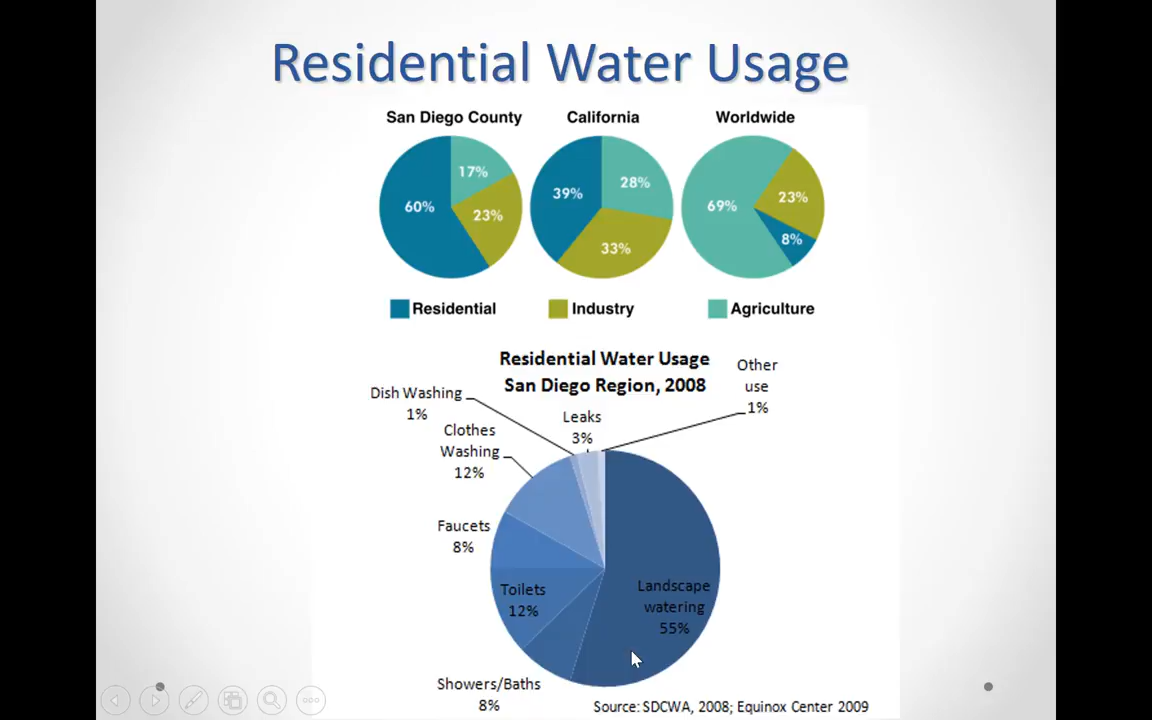 Residential Water Usage
San Diego County
California
Worldwide
17%
60%
23%
39%
28%
33%
69%
23%
8%
Residential
Industry
Agriculture
Residential Water Usage
San Diego Region, 2008
Other
use
1%
Dish Washing
1%
Leaks
3%
Clothes
Washing
12%
Faucets
8%
Toilets
12%
Landscape
watering
55%
Showers/Baths
8%
Source: SDCWA, 2008; Equinox Center 2009